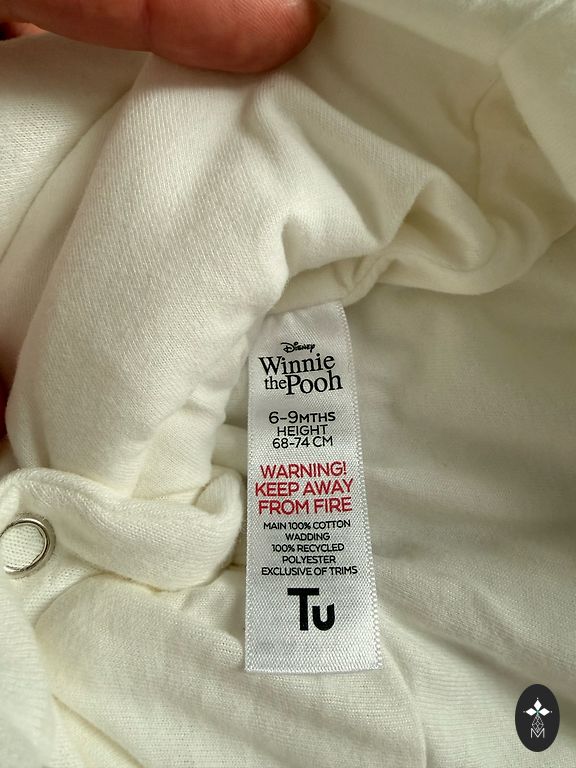 Disney
Winnie
the Pooh
6-9MTHS
HEIGHT
68-74 CM
WARNING!
KEEP AWAY
FROM FIRE
MAIN 100% COTTON
WADDING
100% RECYCLED
POLYESTER
EXCLUSIVE OF TRIMS
Tu
M